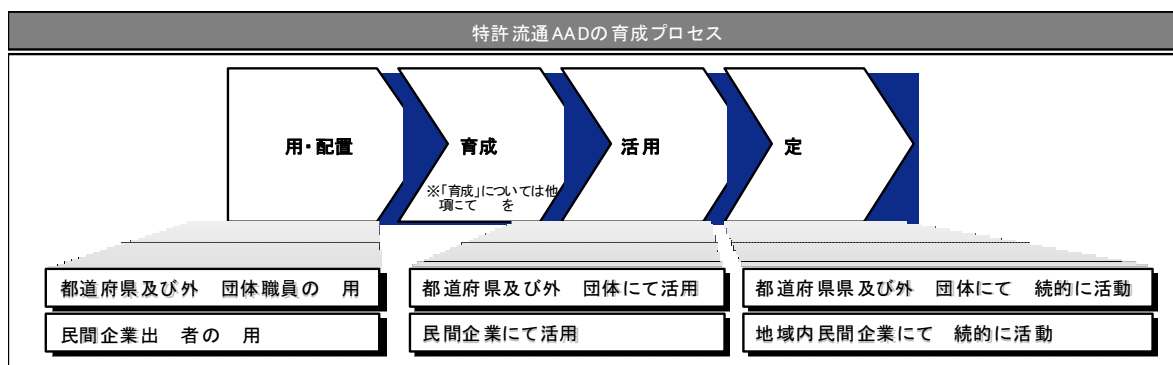 特許流通AADの育成プロセス
用・配置
育成
活用
定
※「育成」については他
項にて を
都道府県及び外 団体職員の 用
都道府県及び外 団体にて活用
都道府県県及び外 団体にて 続的に活動
民間企業出 者の 用
民間企業にて活用
地域内民間企業にて 続的に活動